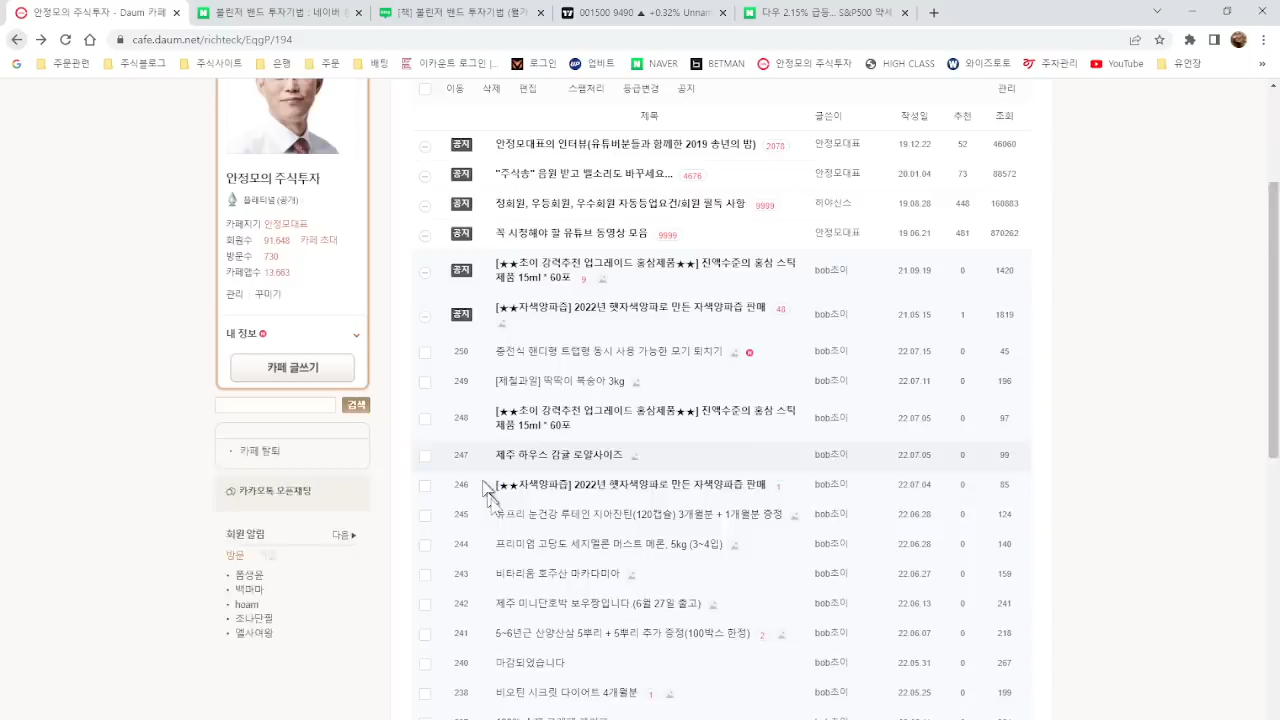 안정모의 주식투자 - Daum 카페
볼린저 밴드 투자기법 : 네이버 블
[책] 볼린저 밴드 투자기법 (월가
001500 9490 ▲ +0.32% Unnam
다우 2.15% 급등... S&P500 약세
cafe.daum.net/richteck/EqgP/194
주문관련 주식블로그 주식사이트 은행 주문 배팅 이카운트 로그인 |... 로그인 업비트 NAVER BETMAN 안정모의 주식투자 HIGH CLASS 와이즈토토 투자관리 YouTube 유안장 »
이동 삭제 편집 스팸처리 등급변경 공지 관리
제목 글쓴이 작성일 추천 조회
공지 안정모대표의 인터뷰(유튜버분들과 함께한 2019 송년의 밤) 2078 안정모대표 19.12.22 52 46060
공지 "주식송" 음원 받고 벨소리도 바꾸세요... 4676 안정모대표 20.01.04 73 88572
공지 정회원, 우등회원, 우수회원 자동등업요건/회원 필독 사항 9999 히야신스 19.08.28 448 160883
공지 꼭 시청해야 할 유튜브 동영상 모음 9999 안정모대표 19.06.21 481 870262
공지 [★★초이 강력추천 업그레이드 홍삼제품★★] 진액수준의 홍삼 스틱
제품 15ml * 60포 9 bob초이 21.09.19 0 1420
공지 [★★자색양파즙] 2022년 햇자색양파로 만든 자색양파즙 판매 48 bob초이 21.05.15 1 1819
250 충전식 핸디형 트랩형 동시 사용 가능한 모기 퇴치기 N bob초이 22.07.15 0 45
249 [제철과일] 딱딱이 복숭아 3kg bob초이 22.07.11 0 196
248 [★★초이 강력추천 업그레이드 홍삼제품★★] 진액수준의 홍삼 스틱
제품 15ml * 60포 bob초이 22.07.05 0 97
247 제주 하우스 감귤 로얄사이즈 bob초이 22.07.05 0 99
246 [★★자색양파즙] 2022년 햇자색양파로 만든 자색양파즙 판매 1 bob초이 22.07.04 0 85
245 눈건강 루테인 지아잔틴(120캡슐) 3개월분 + 1개월분 증정 bob초이 22.06.28 0 124
244 프리미엄 고당도 세지멜론 머스트 메론, 5kg (3~4입) bob초이 22.06.28 0 140
243 비타리움 호주산 마카다미아 bob초이 22.06.27 0 159
242 제주 미니단호박 보우짱입니다.(6월 27일 출고) bob초이 22.06.13 0 241
241 5~6년근 산양산삼 5뿌리 + 5뿌리 추가 증정(100박스 한정) 2 bob초이 22.06.07 0 218
240 마감되었습니다 bob초이 22.05.31 0 267
238 비오틴 시크릿 다이어트 4개월분 1 bob초이 22.05.25 0 199
안정모의 주식투자
플래티넘 (공개)
카페지기 안정모대표
회원수 91,648 카페 초대
방문수 730
카페앱수 13,663
관리 꾸미기
내 정보 N
카페 글쓰기
검색
카페 탈퇴
카카오톡 오픈채팅
회원 알림 다음 ▶
방문
품생윤
백마마
hoam
조나단필
엘사여왕